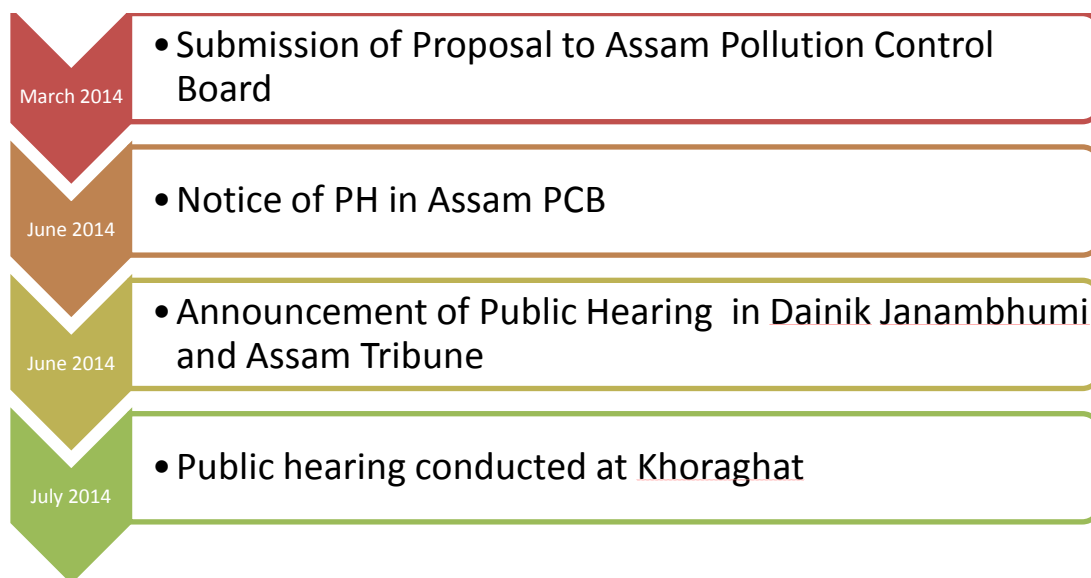 March 2014
• Submission of Proposal to Assam Pollution Control
Board
June 2014
• Notice of PH in Assam PCB
June 2014
• Announcement of Public Hearing in Dainik Janambhumi
and Assam Tribune
July 2014
• Public hearing conducted at Khoraghat